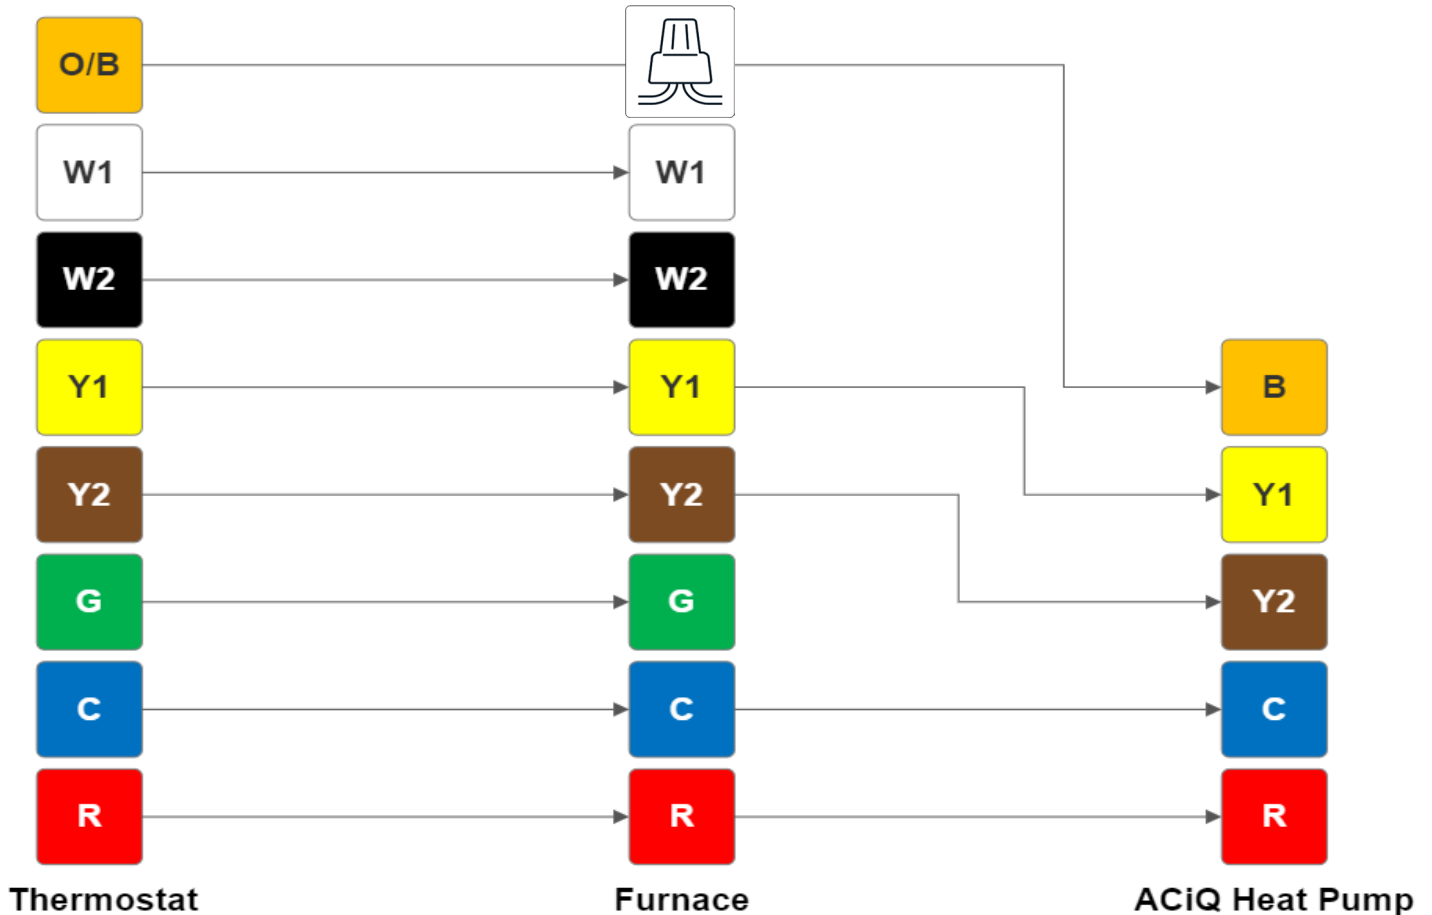 O/B
W1 W1
W2 W2
Y1 Y1 B
Y2 Y2 Y1
G G Y2
C C C
R R R
Thermostat Furnace ACiQ Heat Pump